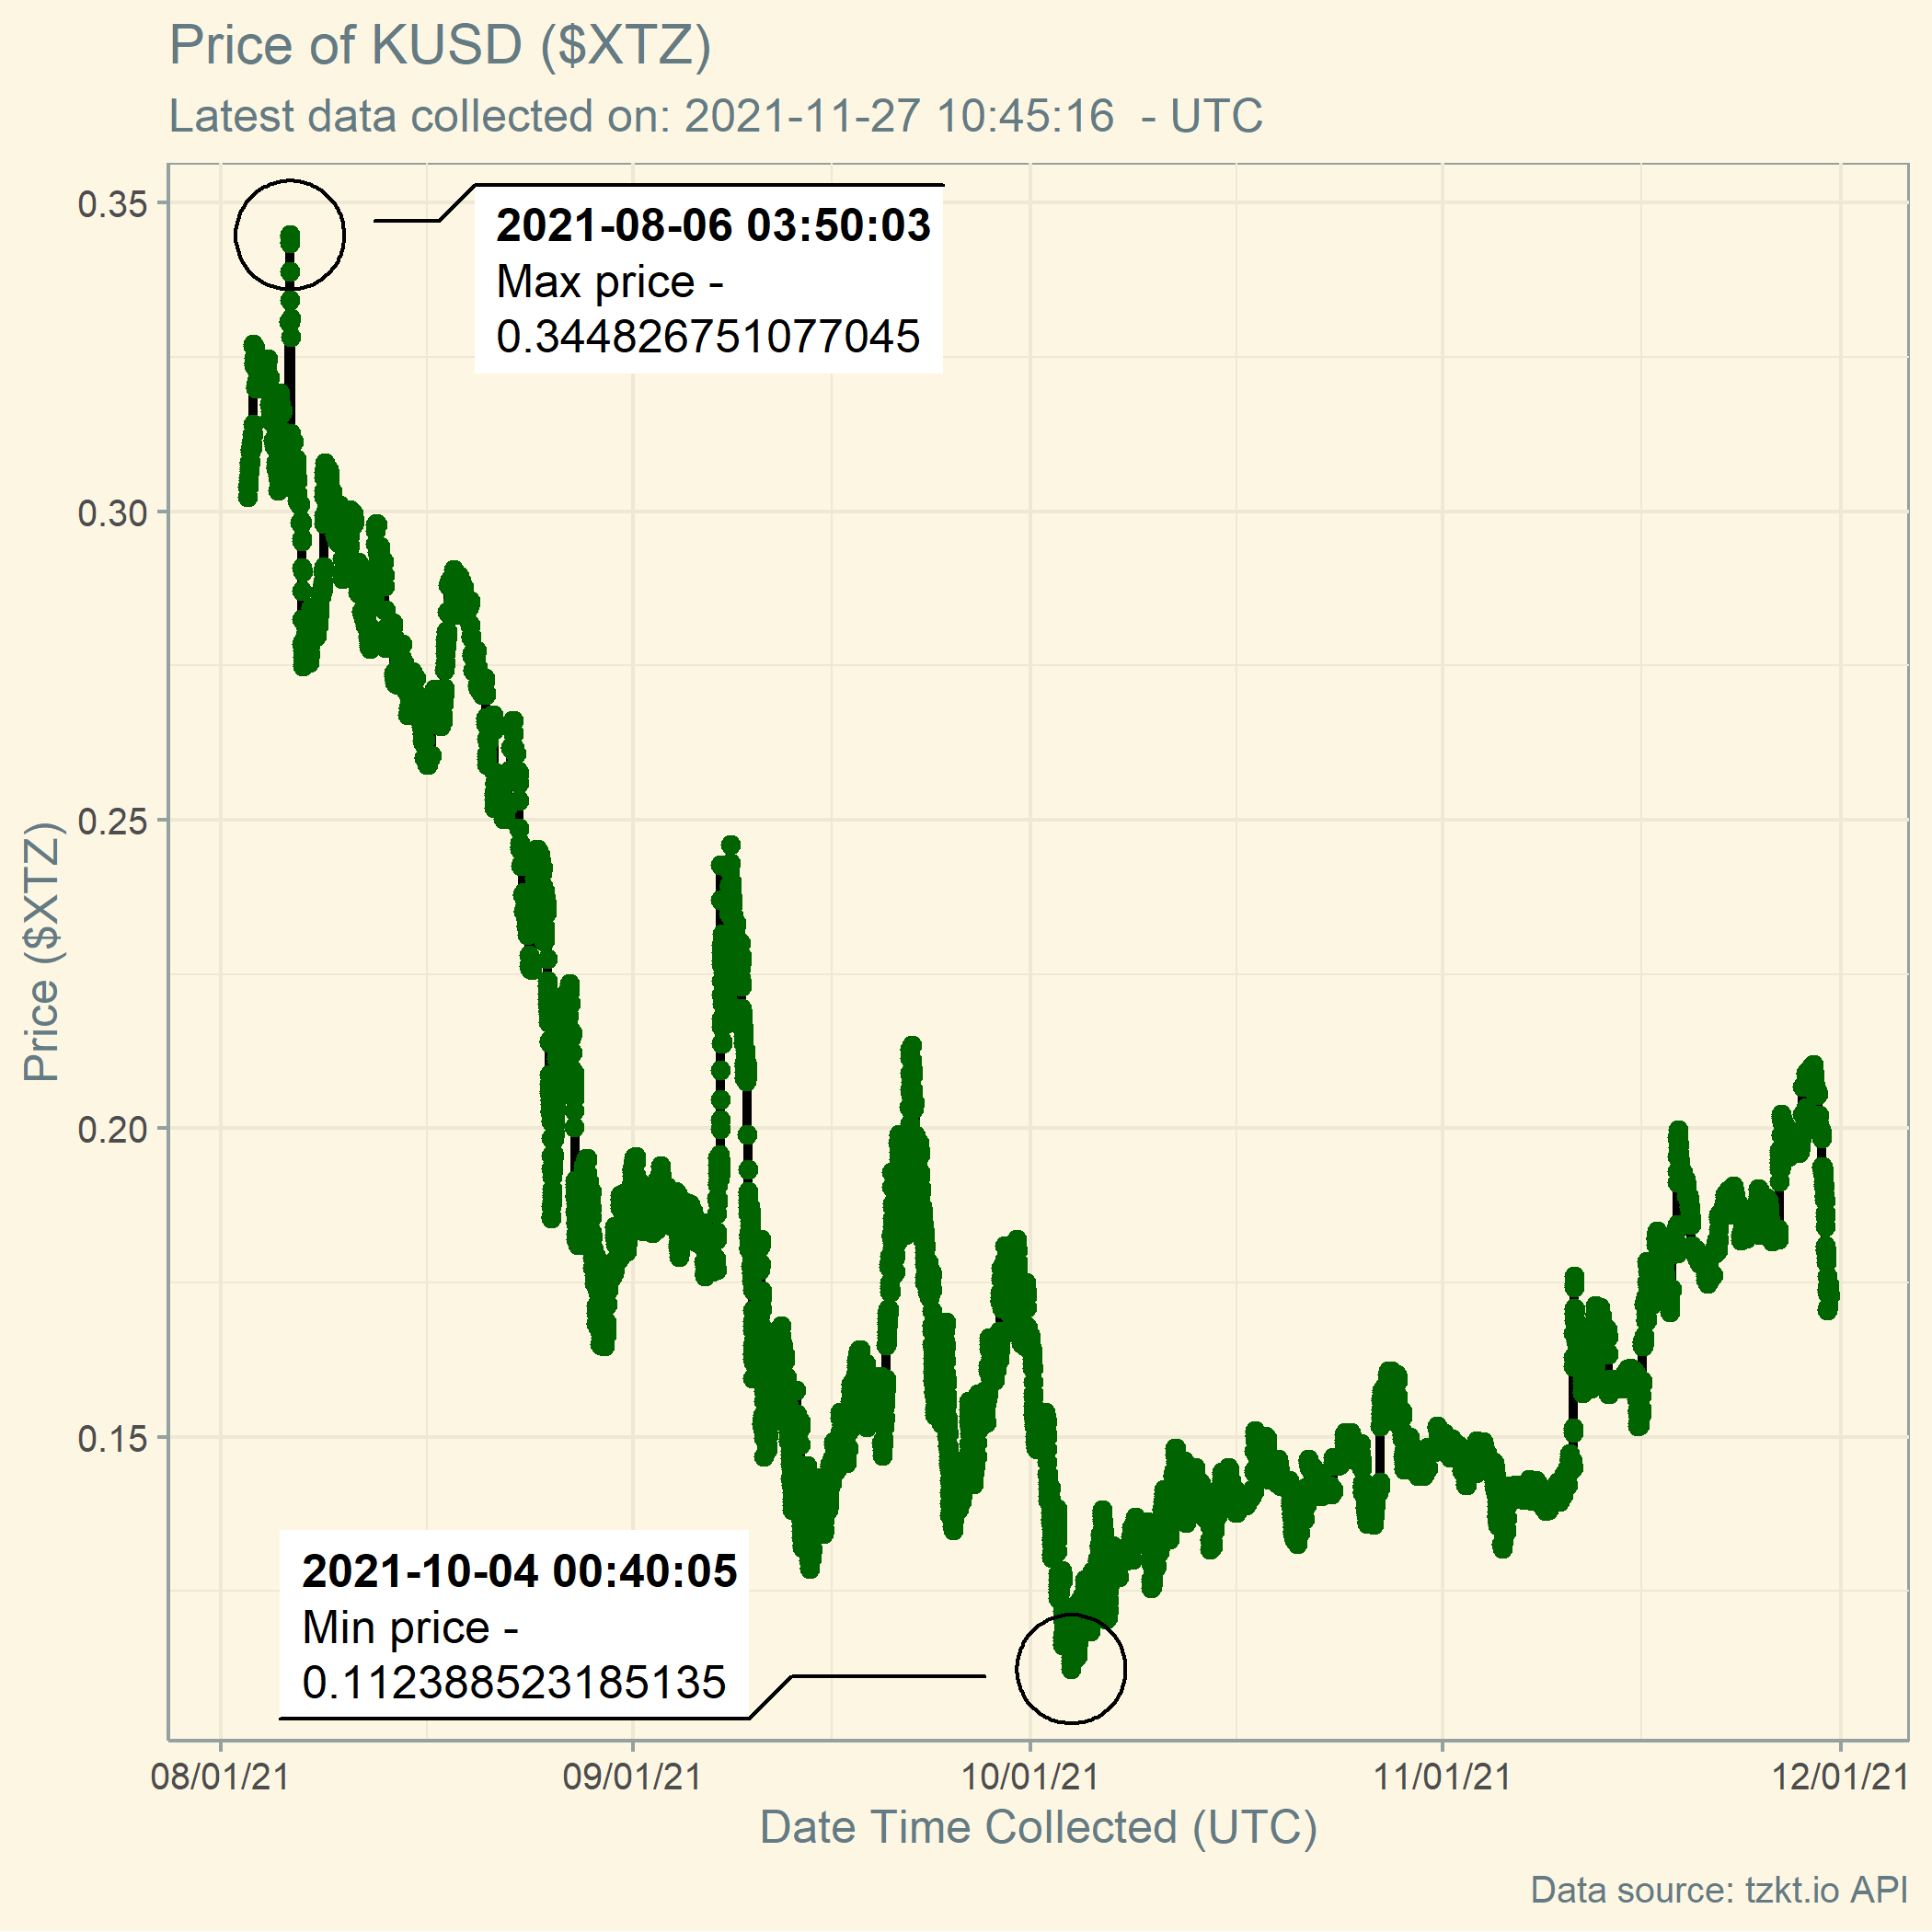 Price of KUSD ($XTZ)
Latest data collected on: 2021-11-27 10:45:16  - UTC
0.35
0.30
0.25
0.20
0.15
Price ($XTZ)
2021-08-06 03:50:03
Max price -
0.344826751077045
2021-10-04 00:40:05
Min price -
0.112388523185135
08/01/21
09/01/21
10/01/21
11/01/21
12/01/21
Date Time Collected (UTC)
Data source: tzkt.io API